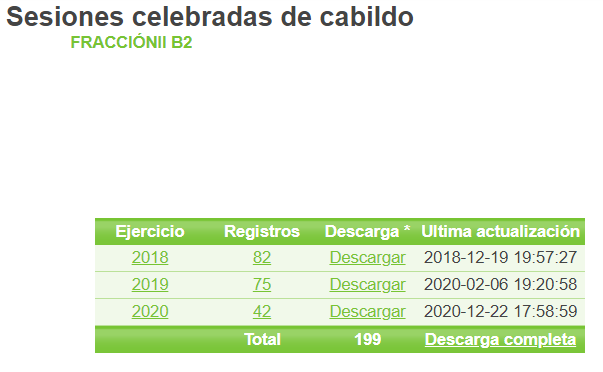 Sesiones celebradas de cabildo
FRACCIÓNII B2
Ejercicio Registros Descarga * Ultima actualización
2018 82 Descargar 2018-12-19 19:57:27
2019 75 Descargar 2020-02-06 19:20:58
2020 42 Descargar 2020-12-22 17:58:59
Total 199 Descarga completa